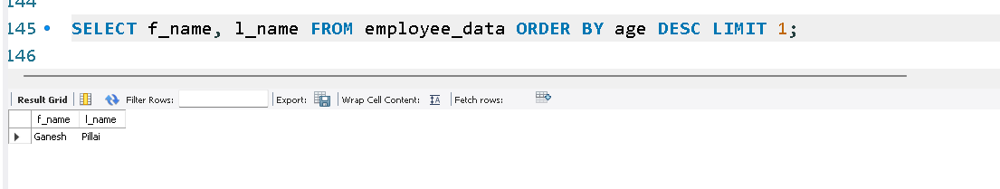 144
145 SELECT f_name, l_name FROM employee_data ORDER BY age DESC LIMIT 1;
146
Result Grid Filter Rows: Export: Wrap Cell Content: IA Fetch rows:
f_name l_name
Ganesh Pillai